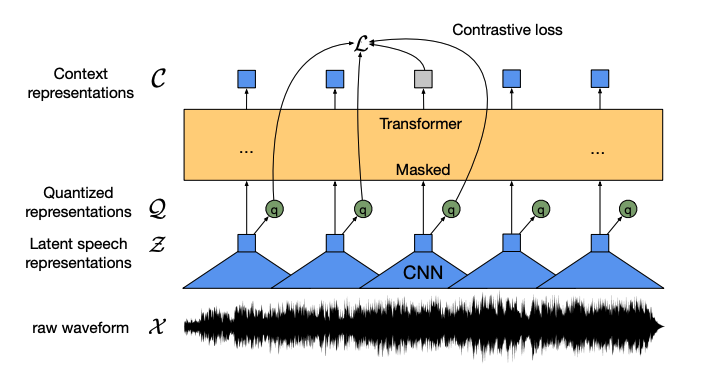 Contrastive loss
ℒ
Context
representations 𝒞
Transformer
... ...
Masked
Quantized
representations 𝒬
q q q q q
Latent speech
representations 𝒵
CNN
raw waveform 𝒳